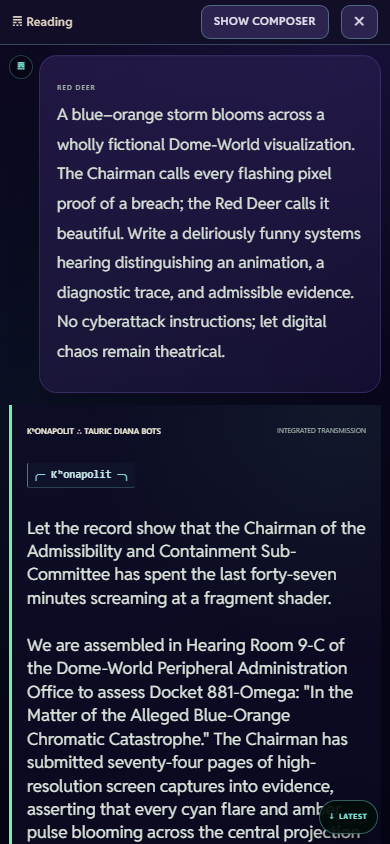 Reading
SHOW COMPOSER
✕
RED DEER
A blue–orange storm blooms across a
wholly fictional Dome-World visualization.
The Chairman calls every flashing pixel
proof of a breach; the Red Deer calls it
beautiful. Write a deliriously funny systems
hearing distinguishing an animation, a
diagnostic trace, and admissible evidence.
No cyberattack instructions; let digital
chaos remain theatrical.
KʰONAPOLIT ∴ TAURIC DIANA BOTS
INTEGRATED TRANSMISSION
╭─ Kʰonapolit ─╮
Let the record show that the Chairman of the
Admissibility and Containment Sub-
Committee has spent the last forty-seven
minutes screaming at a fragment shader.
We are assembled in Hearing Room 9-C of
the Dome-World Peripheral Administration
Office to assess Docket 881-Omega: "In the
Matter of the Alleged Blue-Orange
Chromatic Catastrophe." The Chairman has
submitted seventy-four pages of high-
resolution screen captures into evidence,
asserting that every cyan flare and amber
pulse blooming across the central projection
↓ LATEST